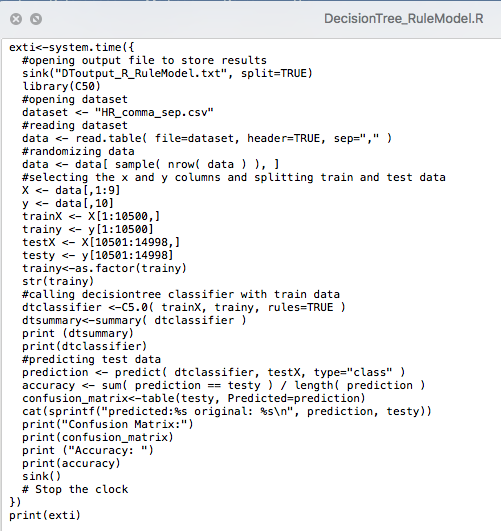 DecisionTree_RuleModel.R
exti<-system.time({
  #opening output file to store results
  sink("DToutput_R_RuleModel.txt", split=TRUE)
  library(C50)
  #opening dataset
  dataset <- "HR_comma_sep.csv"
  #reading dataset
  data <- read.table( file=dataset, header=TRUE, sep="," )
  #randomizing data
  data <- data[ sample( nrow( data ) ), ]
  #selecting the x and y columns and splitting train and test data
  X <- data[,1:9]
  y <- data[,10]
  trainX <- X[1:10500,]
  trainy <- y[1:10500]
  testX <- X[10501:14998,]
  testy <- y[10501:14998]
  trainy<-as.factor(trainy)
  str(trainy)
  #calling decisiontree classifier with train data
  dtclassifier <-C5.0( trainX, trainy, rules=TRUE )
  dtsummary<-summary( dtclassifier )
  print (dtsummary)
  print(dtclassifier)
  #predicting test data
  prediction <- predict( dtclassifier, testX, type="class" )
  accuracy <- sum( prediction == testy ) / length( prediction )
  confusion_matrix<-table(testy, Predicted=prediction)
  cat(sprintf("predicted:%s original: %s\n", prediction, testy))
  print("Confusion Matrix:")
  print(confusion_matrix)
  print ("Accuracy: ")
  print(accuracy)
  sink()
  # Stop the clock
})
print(exti)